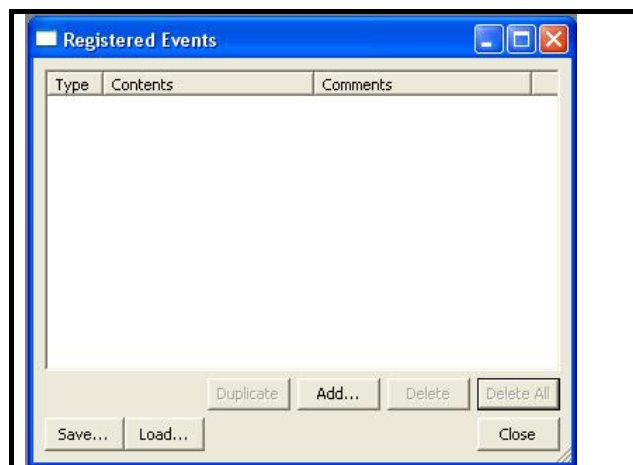 Registered Events
Type Contents Comments
Duplicate Add... Delete Delete All
Save... Load... Close